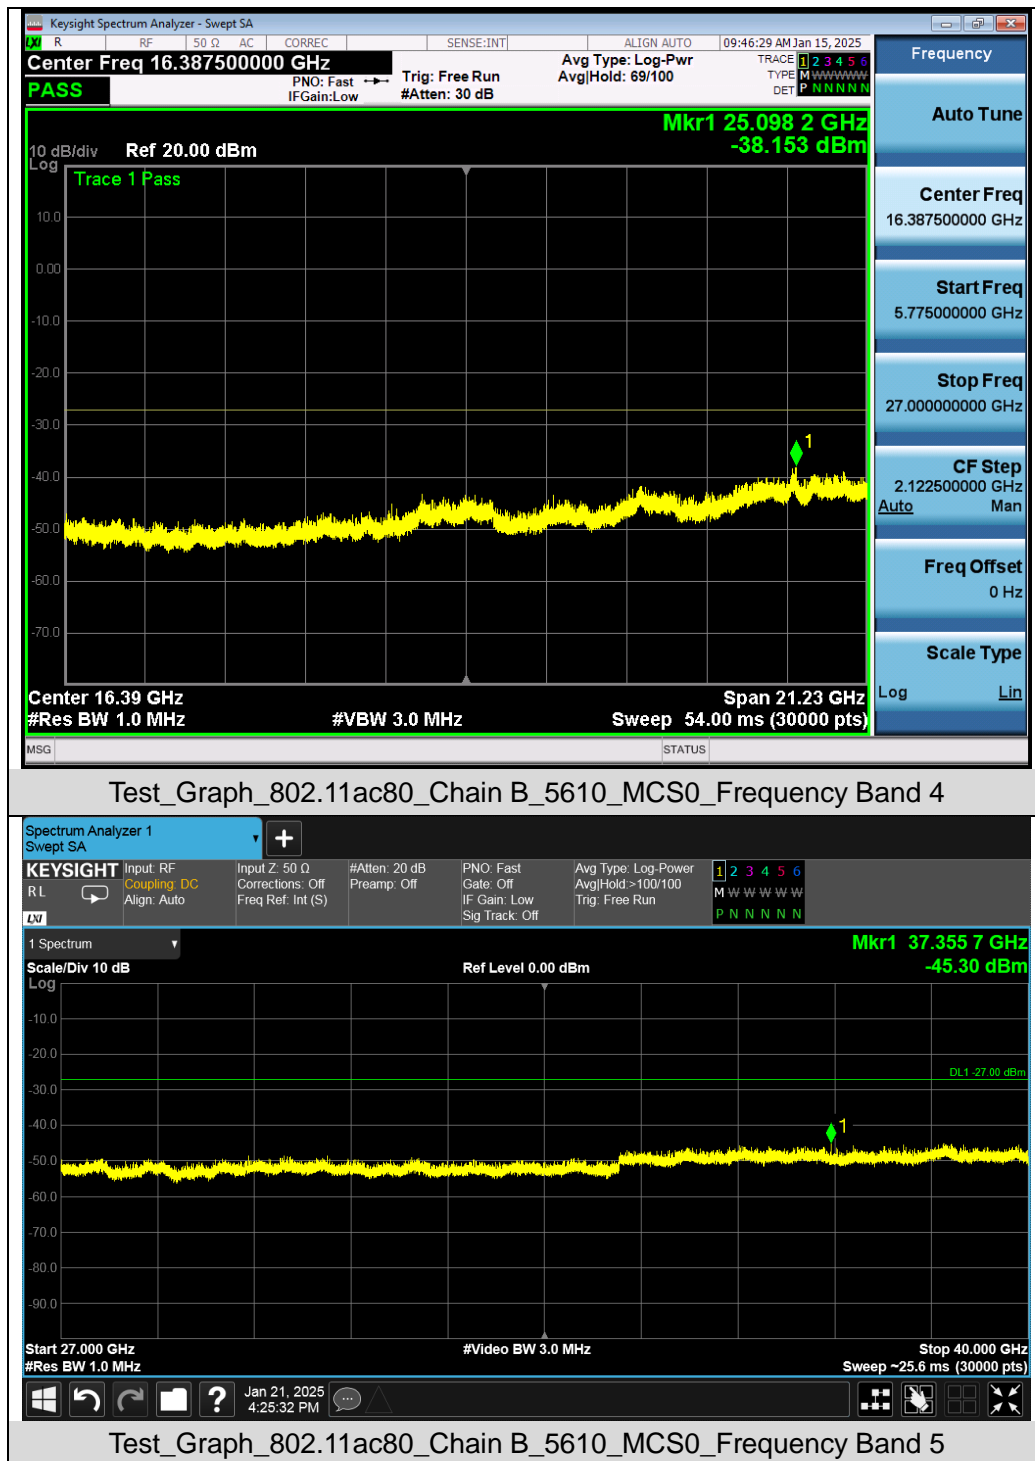 Keysight Spectrum Analyzer - Swept SA
LXI R RF 50 Ω AC CORREC SENSE:INT ALIGN AUTO 09:46:29 AM Jan 15, 2025
Center Freq 16.387500000 GHz
PNO: Fast
IFGain:Low
Trig: Free Run
#Atten: 30 dB
Avg Type: Log-Pwr
Avg|Hold: 69/100
TRACE 1 2 3 4 5 6
TYPE M W W W W W
DET P N N N N N
PASS
Mkr1 25.098 2 GHz
-38.153 dBm
10 dB/div Ref 20.00 dBm
Log
Trace 1 Pass
10.0
0.00
-10.0
-20.0
-30.0
1
-40.0
-50.0
-60.0
-70.0
Center 16.39 GHz Span 21.23 GHz
#Res BW 1.0 MHz #VBW 3.0 MHz Sweep 54.00 ms (30000 pts)
MSG STATUS
Frequency
Auto Tune
Center Freq
16.387500000 GHz
Start Freq
5.775000000 GHz
Stop Freq
27.000000000 GHz
CF Step
2.122500000 GHz
Auto Man
Freq Offset
0 Hz
Scale Type
Log Lin
Test_Graph_802.11ac80_Chain B_5610_MCS0_Frequency Band 4
Spectrum Analyzer 1
Swept SA
+
KEYSIGHT
RL
LXI
Input: RF
Coupling: DC
Align: Auto
Input Z: 50 Ω
Corrections: Off
Freq Ref: Int (S)
#Atten: 20 dB
Preamp: Off
PNO: Fast
Gate: Off
IF Gain: Low
Sig Track: Off
Avg Type: Log-Power
Avg|Hold:>100/100
Trig: Free Run
1 2 3 4 5 6
M W W W W W
P N N N N N
1 Spectrum
Mkr1 37.355 7 GHz
Scale/Div 10 dB Ref Level 0.00 dBm -45.30 dBm
Log
-10.0
-20.0
DL1 -27.00 dBm
-30.0
-40.0
1
-50.0
-60.0
-70.0
-80.0
-90.0
Start 27.000 GHz #Video BW 3.0 MHz Stop 40.000 GHz
#Res BW 1.0 MHz Sweep ~25.6 ms (30000 pts)
?
Jan 21, 2025
4:25:32 PM
Test_Graph_802.11ac80_Chain B_5610_MCS0_Frequency Band 5